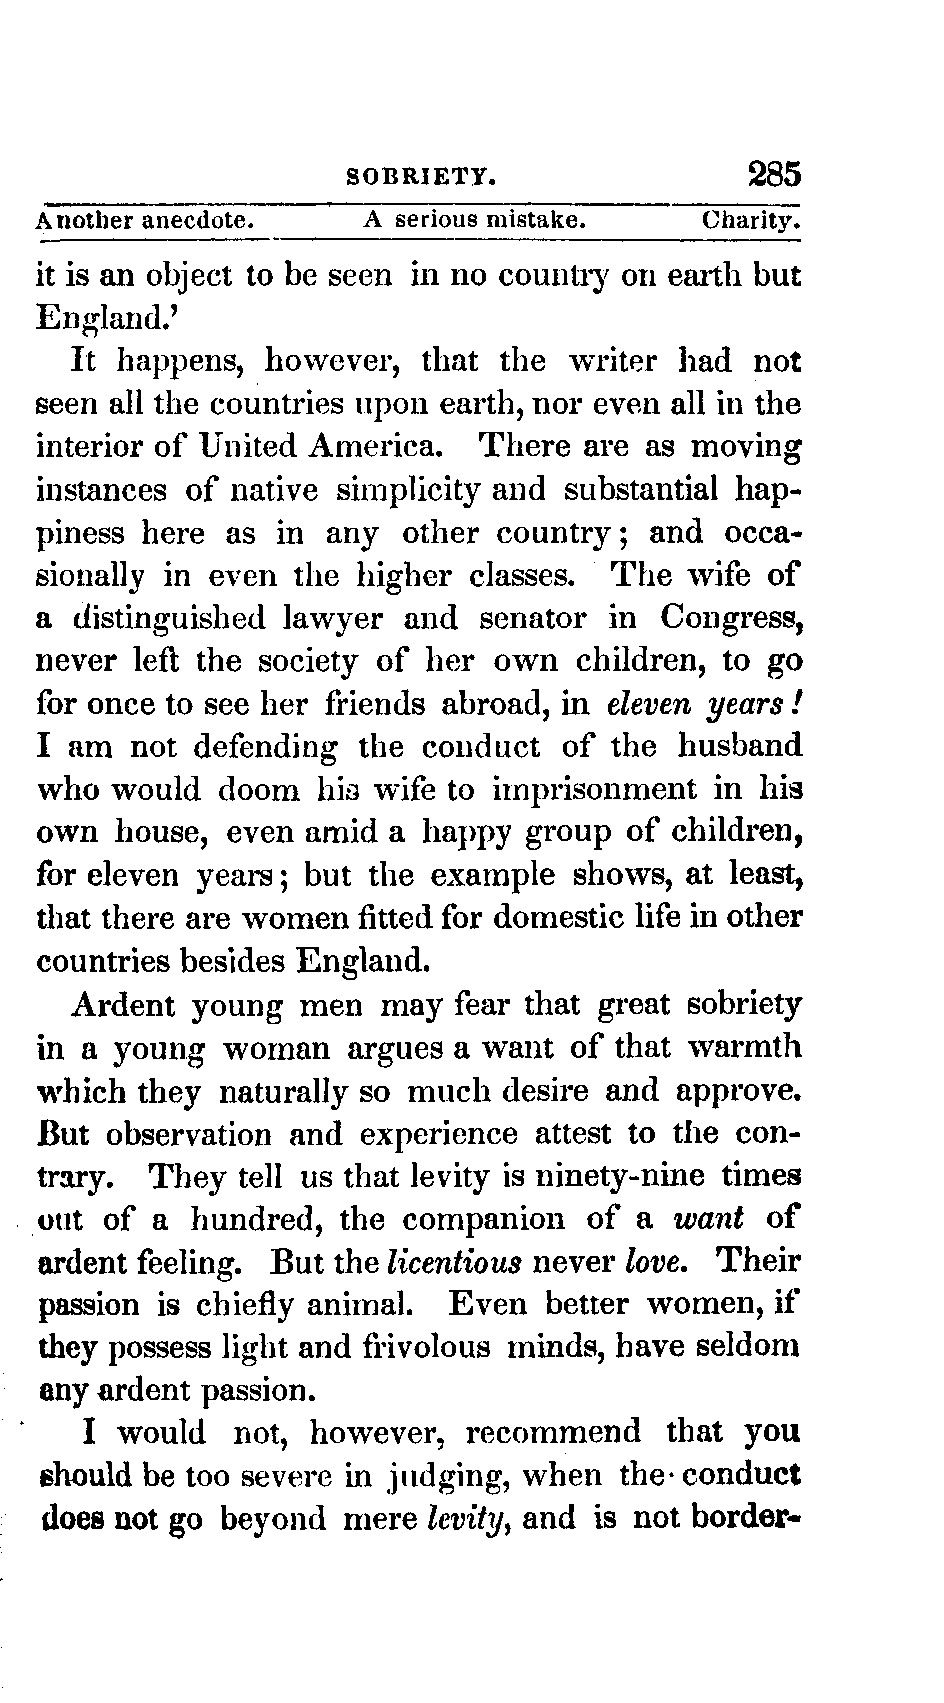 SOBRIETY. 285
Another anecdote. A serious mistake. Charity.
it is an object to be seen in no country on earth but
England.'
It happens, however, that the writer had not
seen all the countries upon earth, nor even all in the
interior of United America. There are as moving
instances of native simplicity and substantial hap-
piness here as in any other country; and occa-
sionally in even the higher classes. The wife of
a distinguished lawyer and senator in Congress,
never left the society of her own children, to go
for once to see her friends abroad, in eleven years!
I am not defending the conduct of the husband
who would doom his wife to imprisonment in his
own house, even amid a happy group of children,
for eleven years; but the example shows, at least,
that there are women fitted for domestic life in other
countries besides England.
Ardent young men may fear that great sobriety
in a young woman argues a want of that warmth
which they naturally so much desire and approve.
But observation and experience attest to the con-
trary. They tell us that levity is ninety-nine times
out of a hundred, the companion of a want of
ardent feeling. But the licentious never love. Their
passion is chiefly animal. Even better women, if
they possess light and frivolous minds, have seldom
any ardent passion.
I would not, however, recommend that you
should be too severe in judging, when the conduct
does not go beyond mere levity, and is not border-